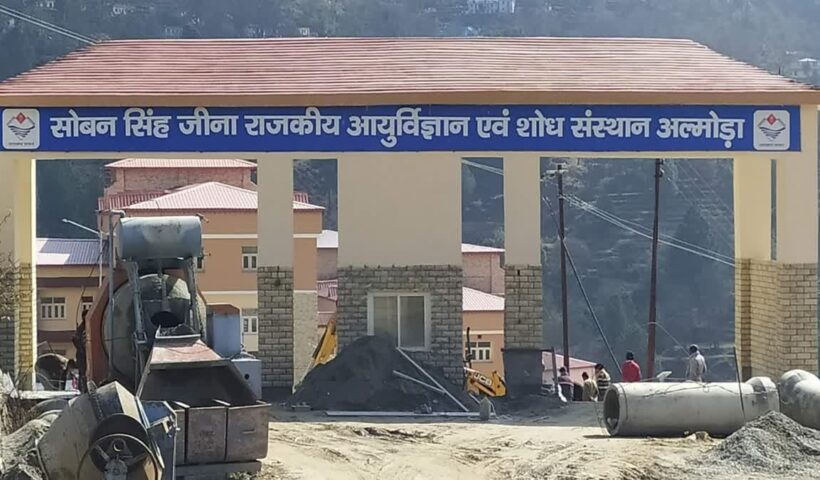 सोबन सिंह जीना राजकीय आयुर्विज्ञान एवं शोध संस्थान अल्मोड़ा